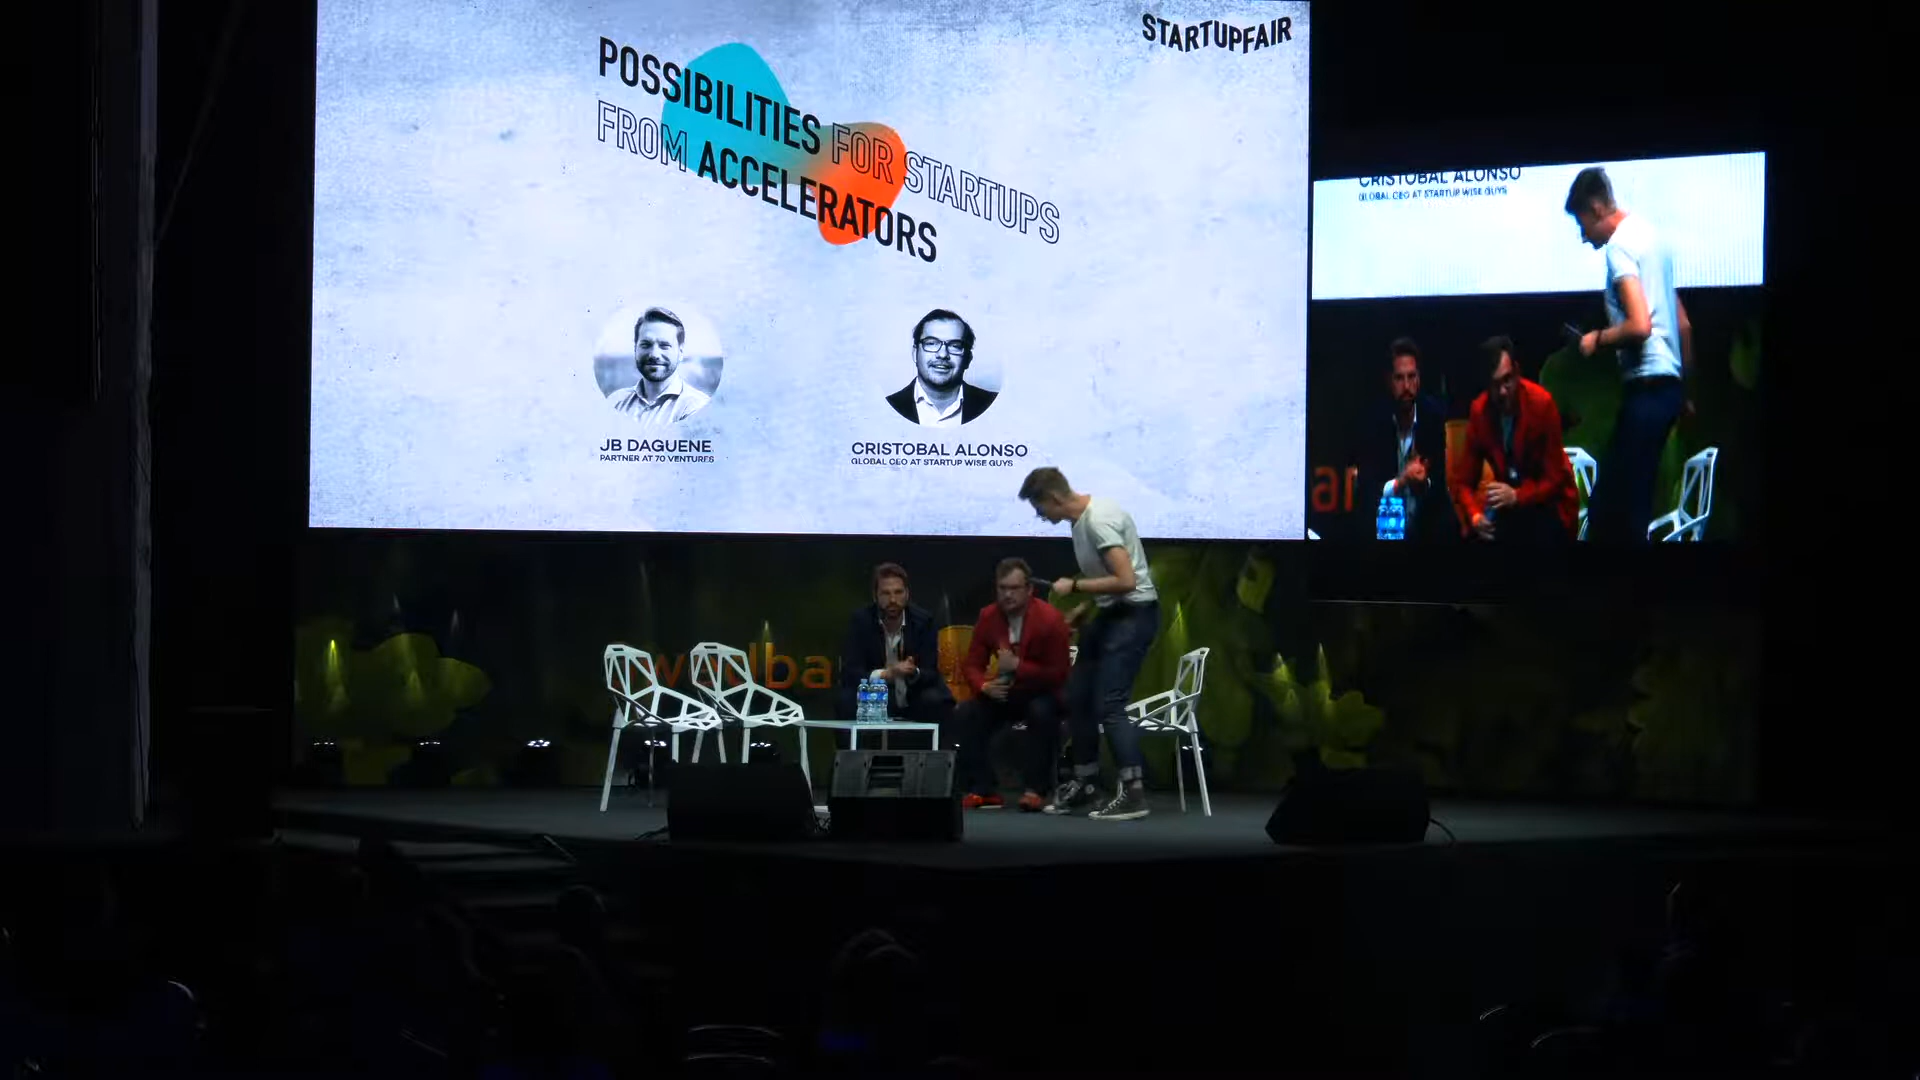 STARTUPFAIR
POSSIBILITIES FOR STARTUPS
FROM ACCELERATORS
JB DAGUENE
PARTNER AT 70 VENTURES
CRISTOBAL ALONSO
GLOBAL CEO AT STARTUP WISE GUYS
CRISTOBAL ALONSO
GLOBAL CEO AT STARTUP WISE GUYS